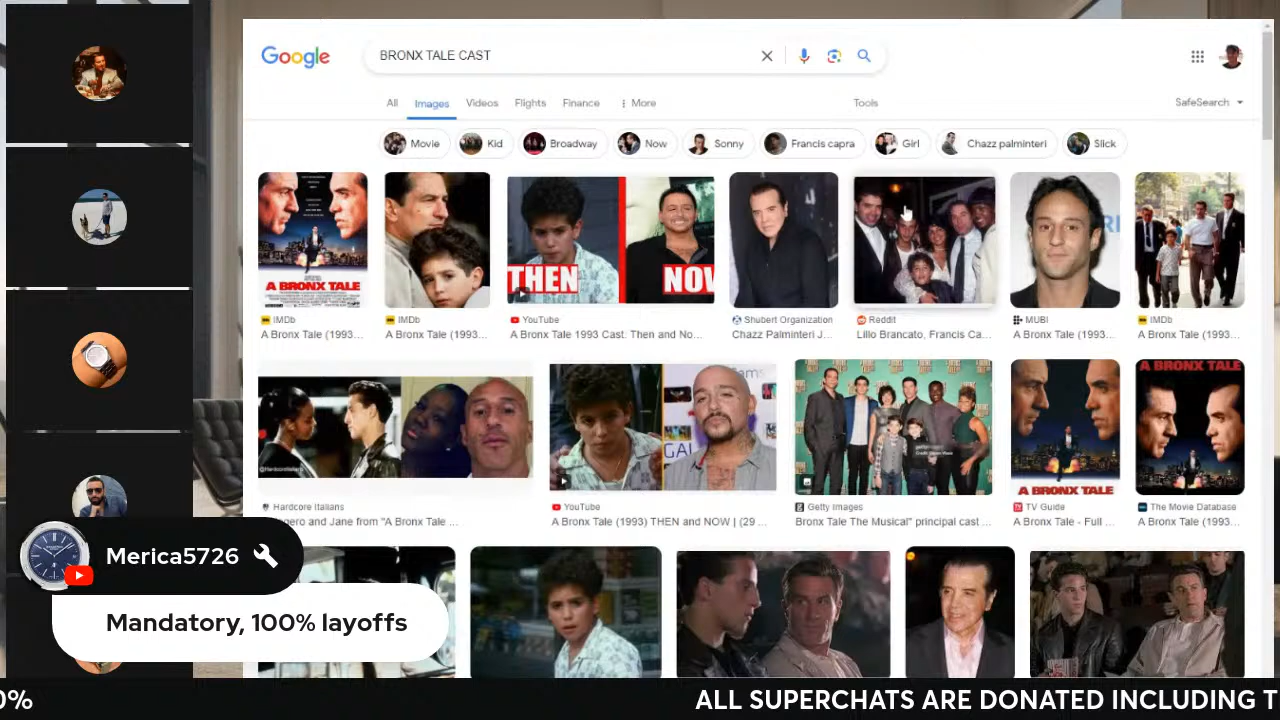 Google
BRONX TALE CAST
All Images Videos Flights Finance More Tools SafeSearch
Movie Kid Broadway Now Sonny Francis capra Girl Chazz palminteri Slick
A BRONX TALE
THEN NOW
IMDb
A Bronx Tale (1993...
IMDb
A Bronx Tale (1993...
YouTube
A Bronx Tale 1993 Cast: Then and No...
Shubert Organization
Chazz Palminteri J...
Reddit
Lillo Brancato, Francis Ca...
MUBI
A Bronx Tale (1993...
IMDb
A Bronx Tale (1993...
A BRONX TALE
A BRONX TALE
Hardcore Italians
gero and Jane from "A Bronx Tale ...
YouTube
A Bronx Tale (1993) THEN and NOW | (29 ...
Getty Images
Bronx Tale The Musical" principal cast ...
TV Guide
A Bronx Tale - Full ...
The Movie Database
A Bronx Tale (1993...
Merica5726
Mandatory, 100% layoffs
0% ALL SUPERCHATS ARE DONATED INCLUDING T